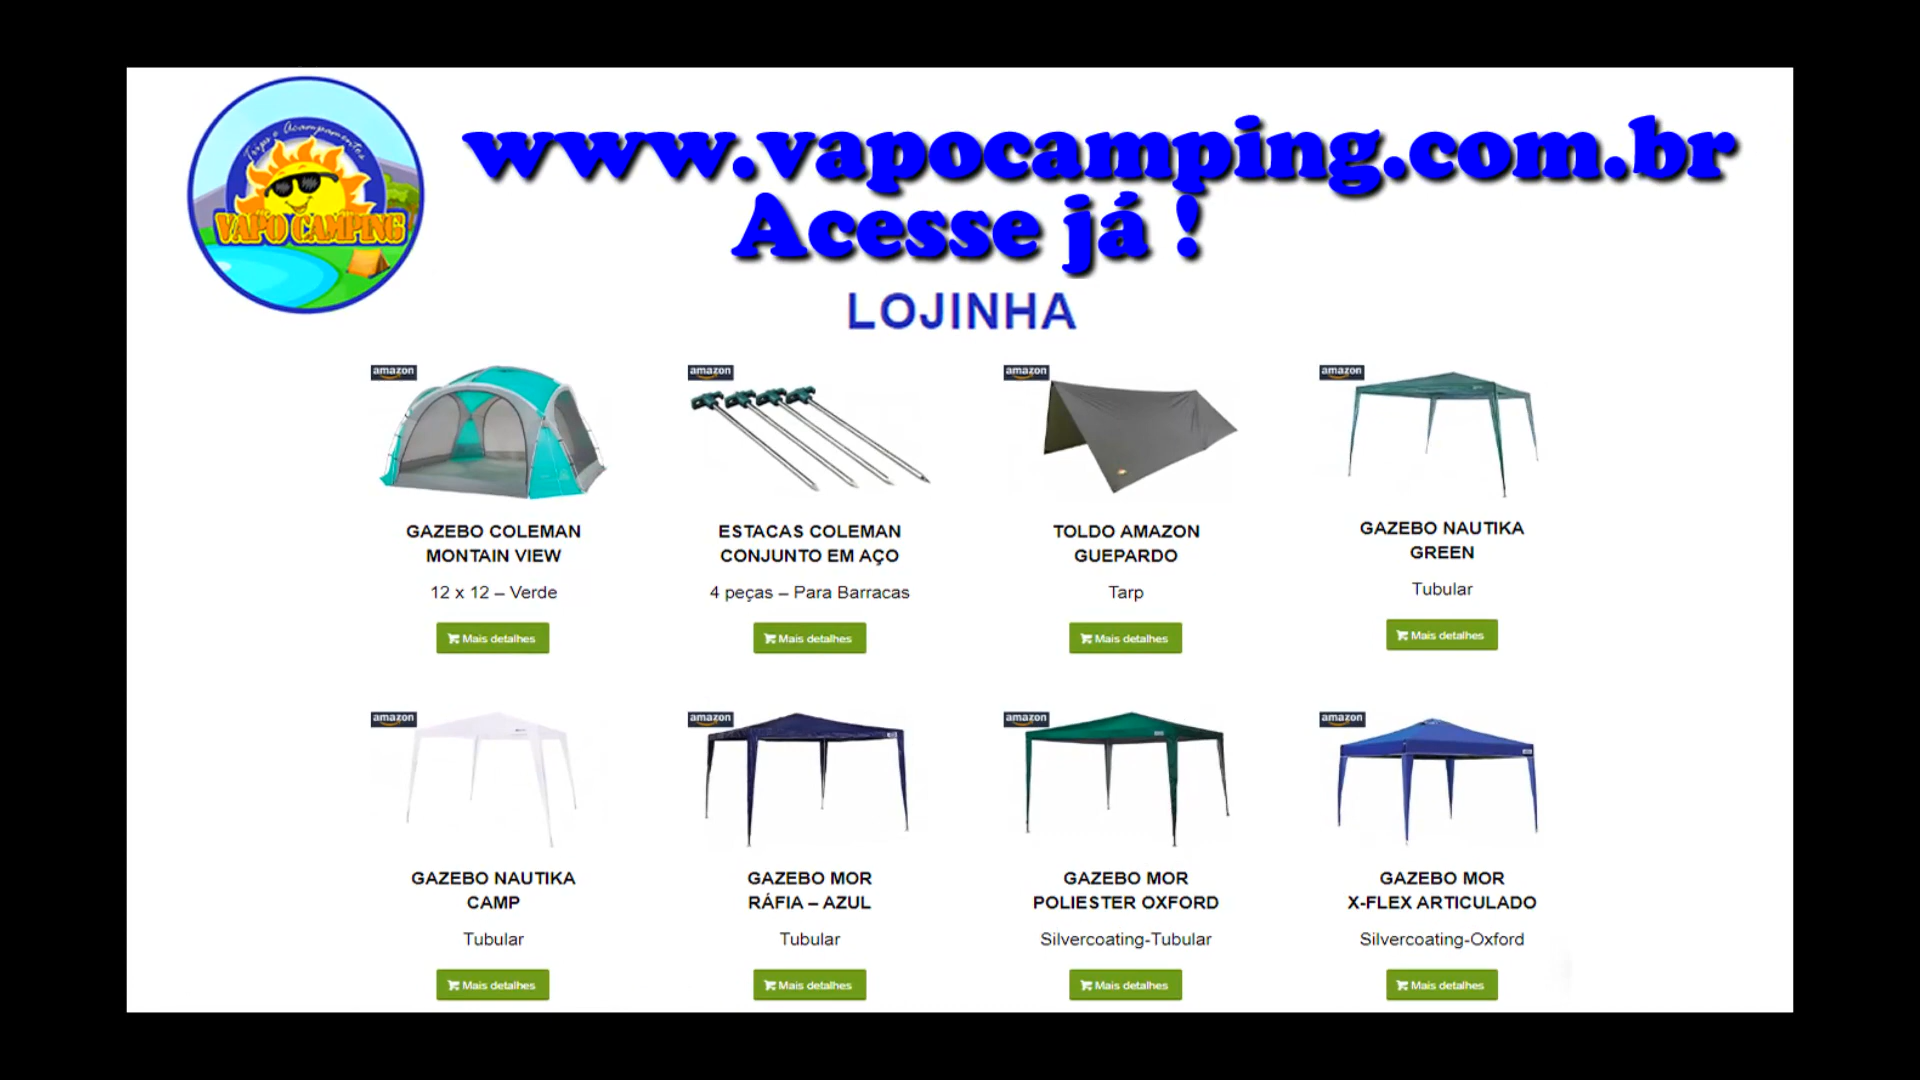 Trips e Acampamentos
VAPO CAMPING
www.vapocamping.com.br
Acesse já !
LOJINHA
amazon
amazon
amazon
amazon
GAZEBO COLEMAN
MONTAIN VIEW
12 x 12 – Verde
Mais detalhes
ESTACAS COLEMAN
CONJUNTO EM AÇO
4 peças – Para Barracas
Mais detalhes
TOLDO AMAZON
GUEPARDO
Tarp
Mais detalhes
GAZEBO NAUTIKA
GREEN
Tubular
Mais detalhes
amazon
amazon
amazon
amazon
GAZEBO NAUTIKA
CAMP
Tubular
Mais detalhes
GAZEBO MOR
RÁFIA – AZUL
Tubular
Mais detalhes
GAZEBO MOR
POLIESTER OXFORD
Silvercoating-Tubular
Mais detalhes
GAZEBO MOR
X-FLEX ARTICULADO
Silvercoating-Oxford
Mais detalhes